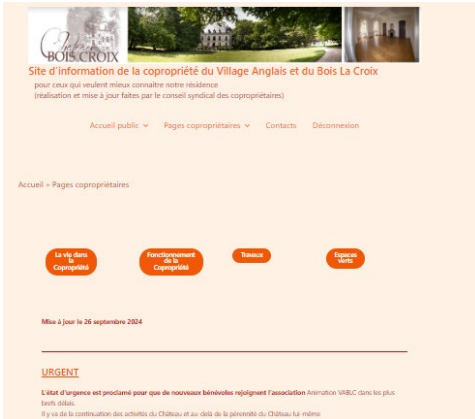 BOIS CROIX
Site d'information de la copropriété du Village Anglais et du Bois La Croix
pour ceux qui veulent mieux connaitre notre résidence
(réalisation et mise à jour faites par le conseil syndical des copropriétaires)
Accueil public Pages copropriétaires Contacts Déconnexion
Accueil » Pages copropriétaires
La vie dans
la
Copropriété
Fonctionnement
de la
Copropriété
Travaux
Espaces
verts
Mise à jour le 26 septembre 2024
URGENT
L'état d'urgence est proclamé pour que de nouveaux bénévoles rejoignent l'association Animation VABLC dans les plus
brefs délais.
Il y va de la continuation des activités du Château et au-delà de la pérennité du Château lui même